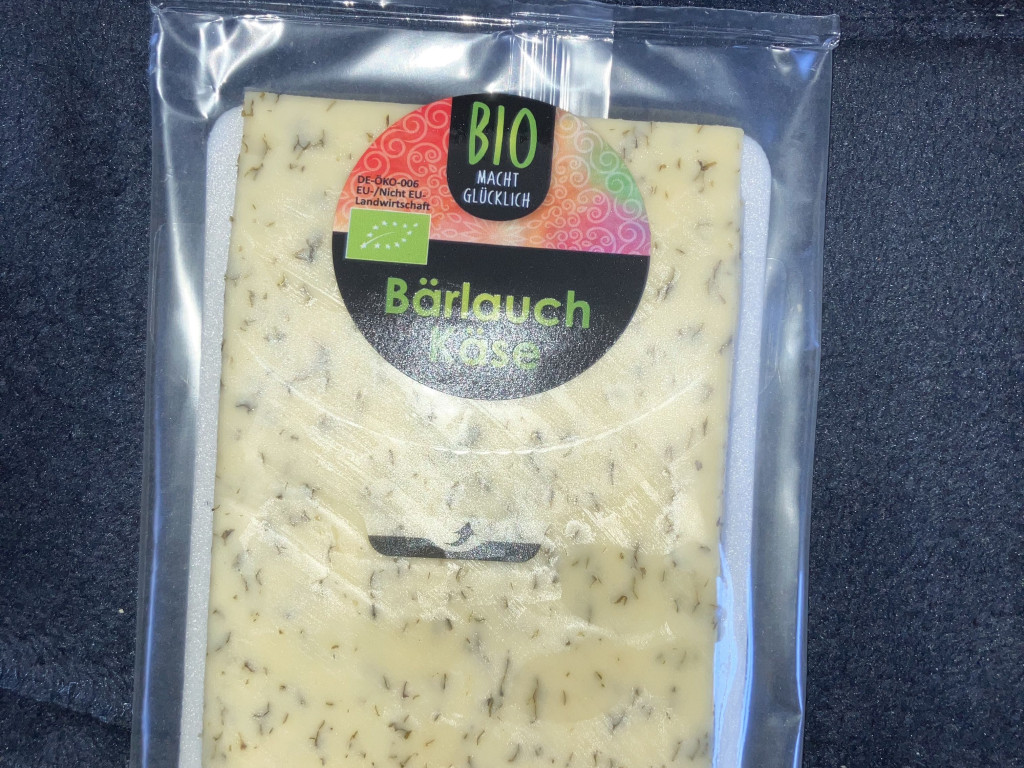 BIO
MACHT
GLÜCKLICH
DE-ÖKO-006
EU-/Nicht EU-
Landwirtschaft
Bärlauch
Käse